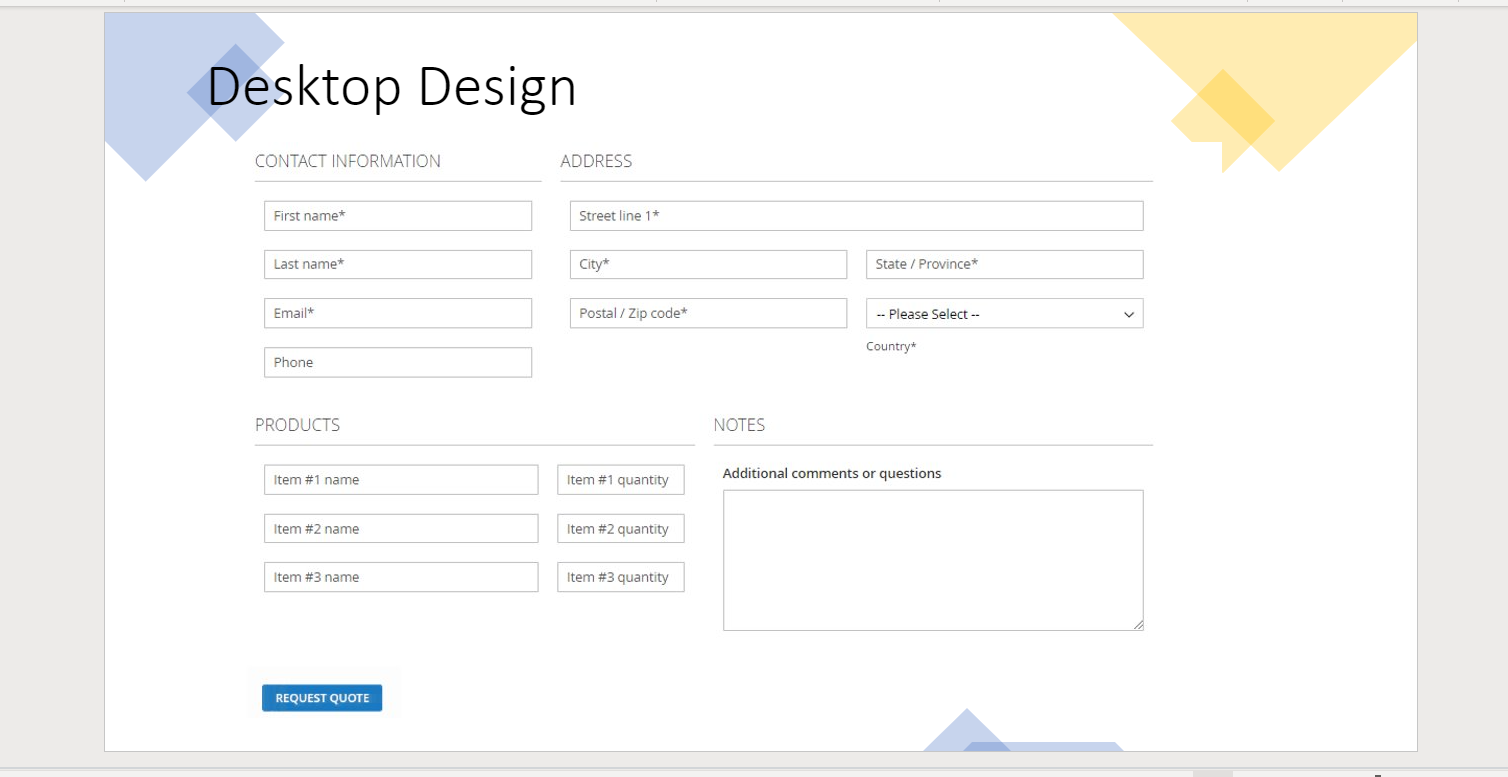 Desktop Design
CONTACT INFORMATION
First name*
Last name*
Email*
Phone
ADDRESS
Street line 1*
City*
State / Province*
Postal / Zip code*
-- Please Select --
Country*
PRODUCTS
Item #1 name
Item #1 quantity
Item #2 name
Item #2 quantity
Item #3 name
Item #3 quantity
NOTES
Additional comments or questions
REQUEST QUOTE